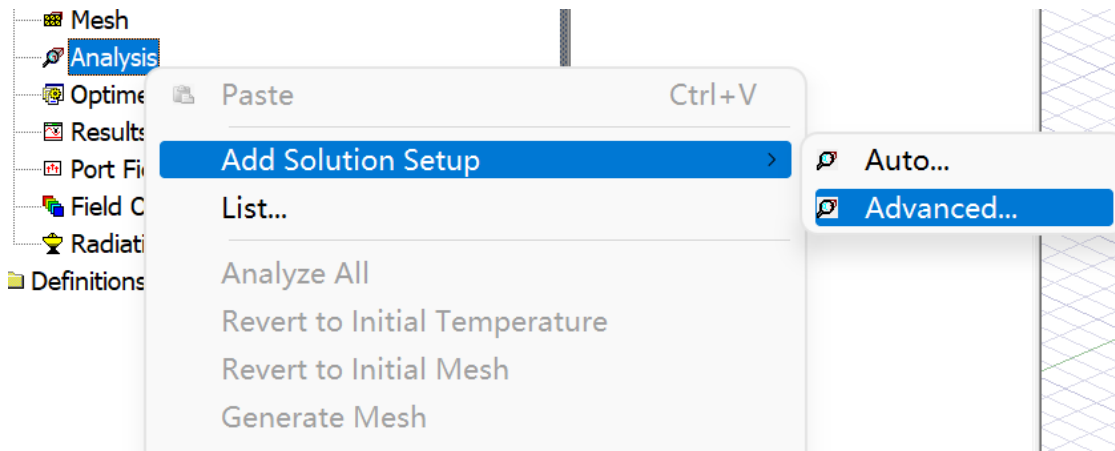 Mesh
Analysis
Optime
Results
Port Fi
Field O
Radiati
Definitions
Paste Ctrl+V
Add Solution Setup
List...
Analyze All
Revert to Initial Temperature
Revert to Initial Mesh
Generate Mesh
Auto...
Advanced...